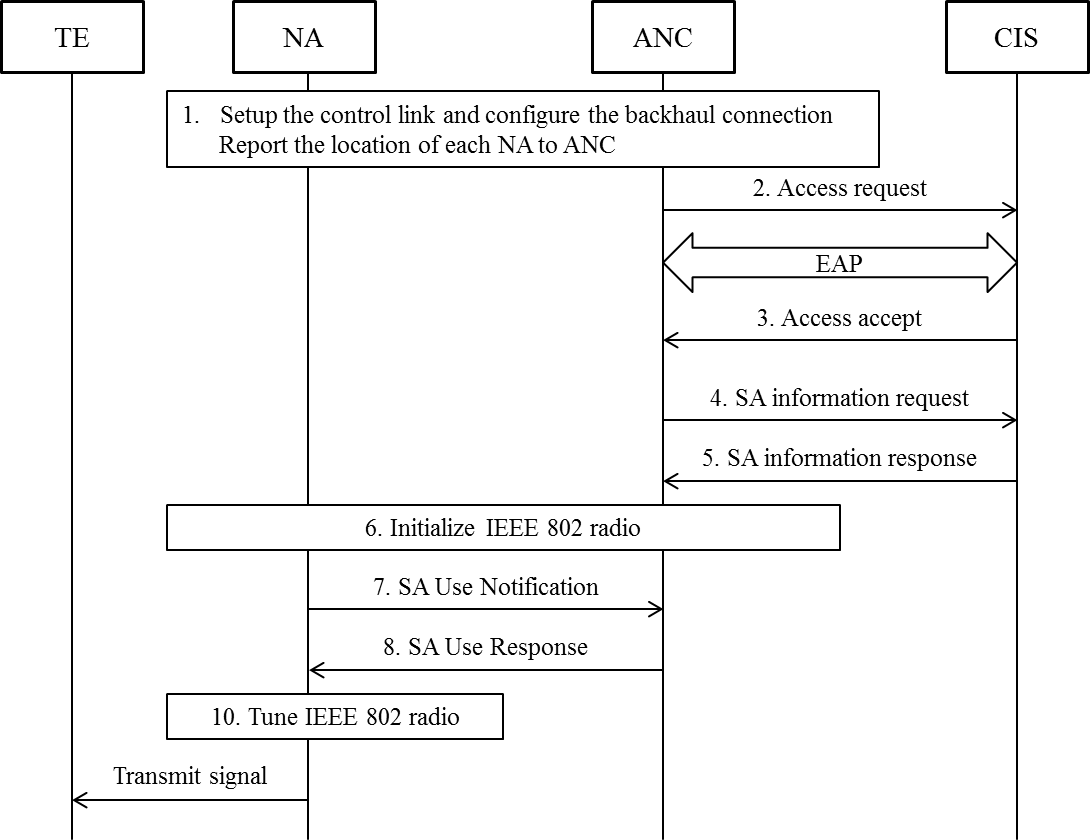 TE
NA
ANC
CIS
1. Setup the control link and configure the backhaul connection
Report the location of each NA to ANC
2. Access request
EAP
3. Access accept
4. SA information request
5. SA information response
6. Initialize IEEE 802 radio
7. SA Use Notification
8. SA Use Response
10. Tune IEEE 802 radio
Transmit signal